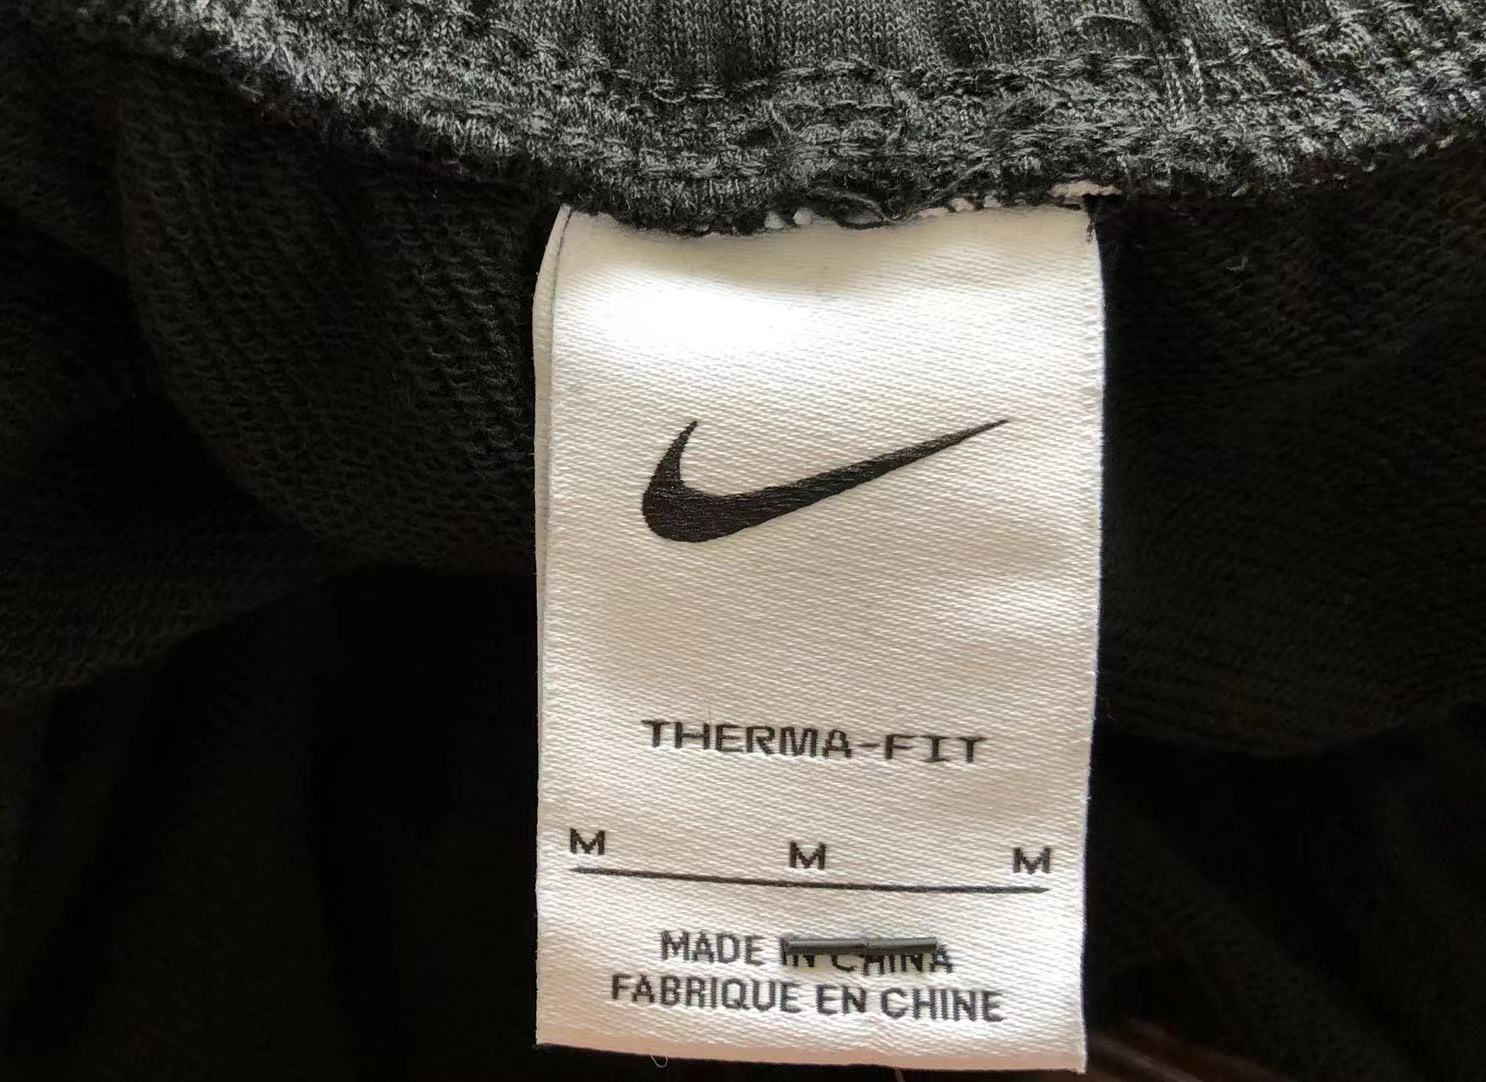 THERMA-FIT
M M M
MADE IN CHINA
FABRIQUE EN CHINE